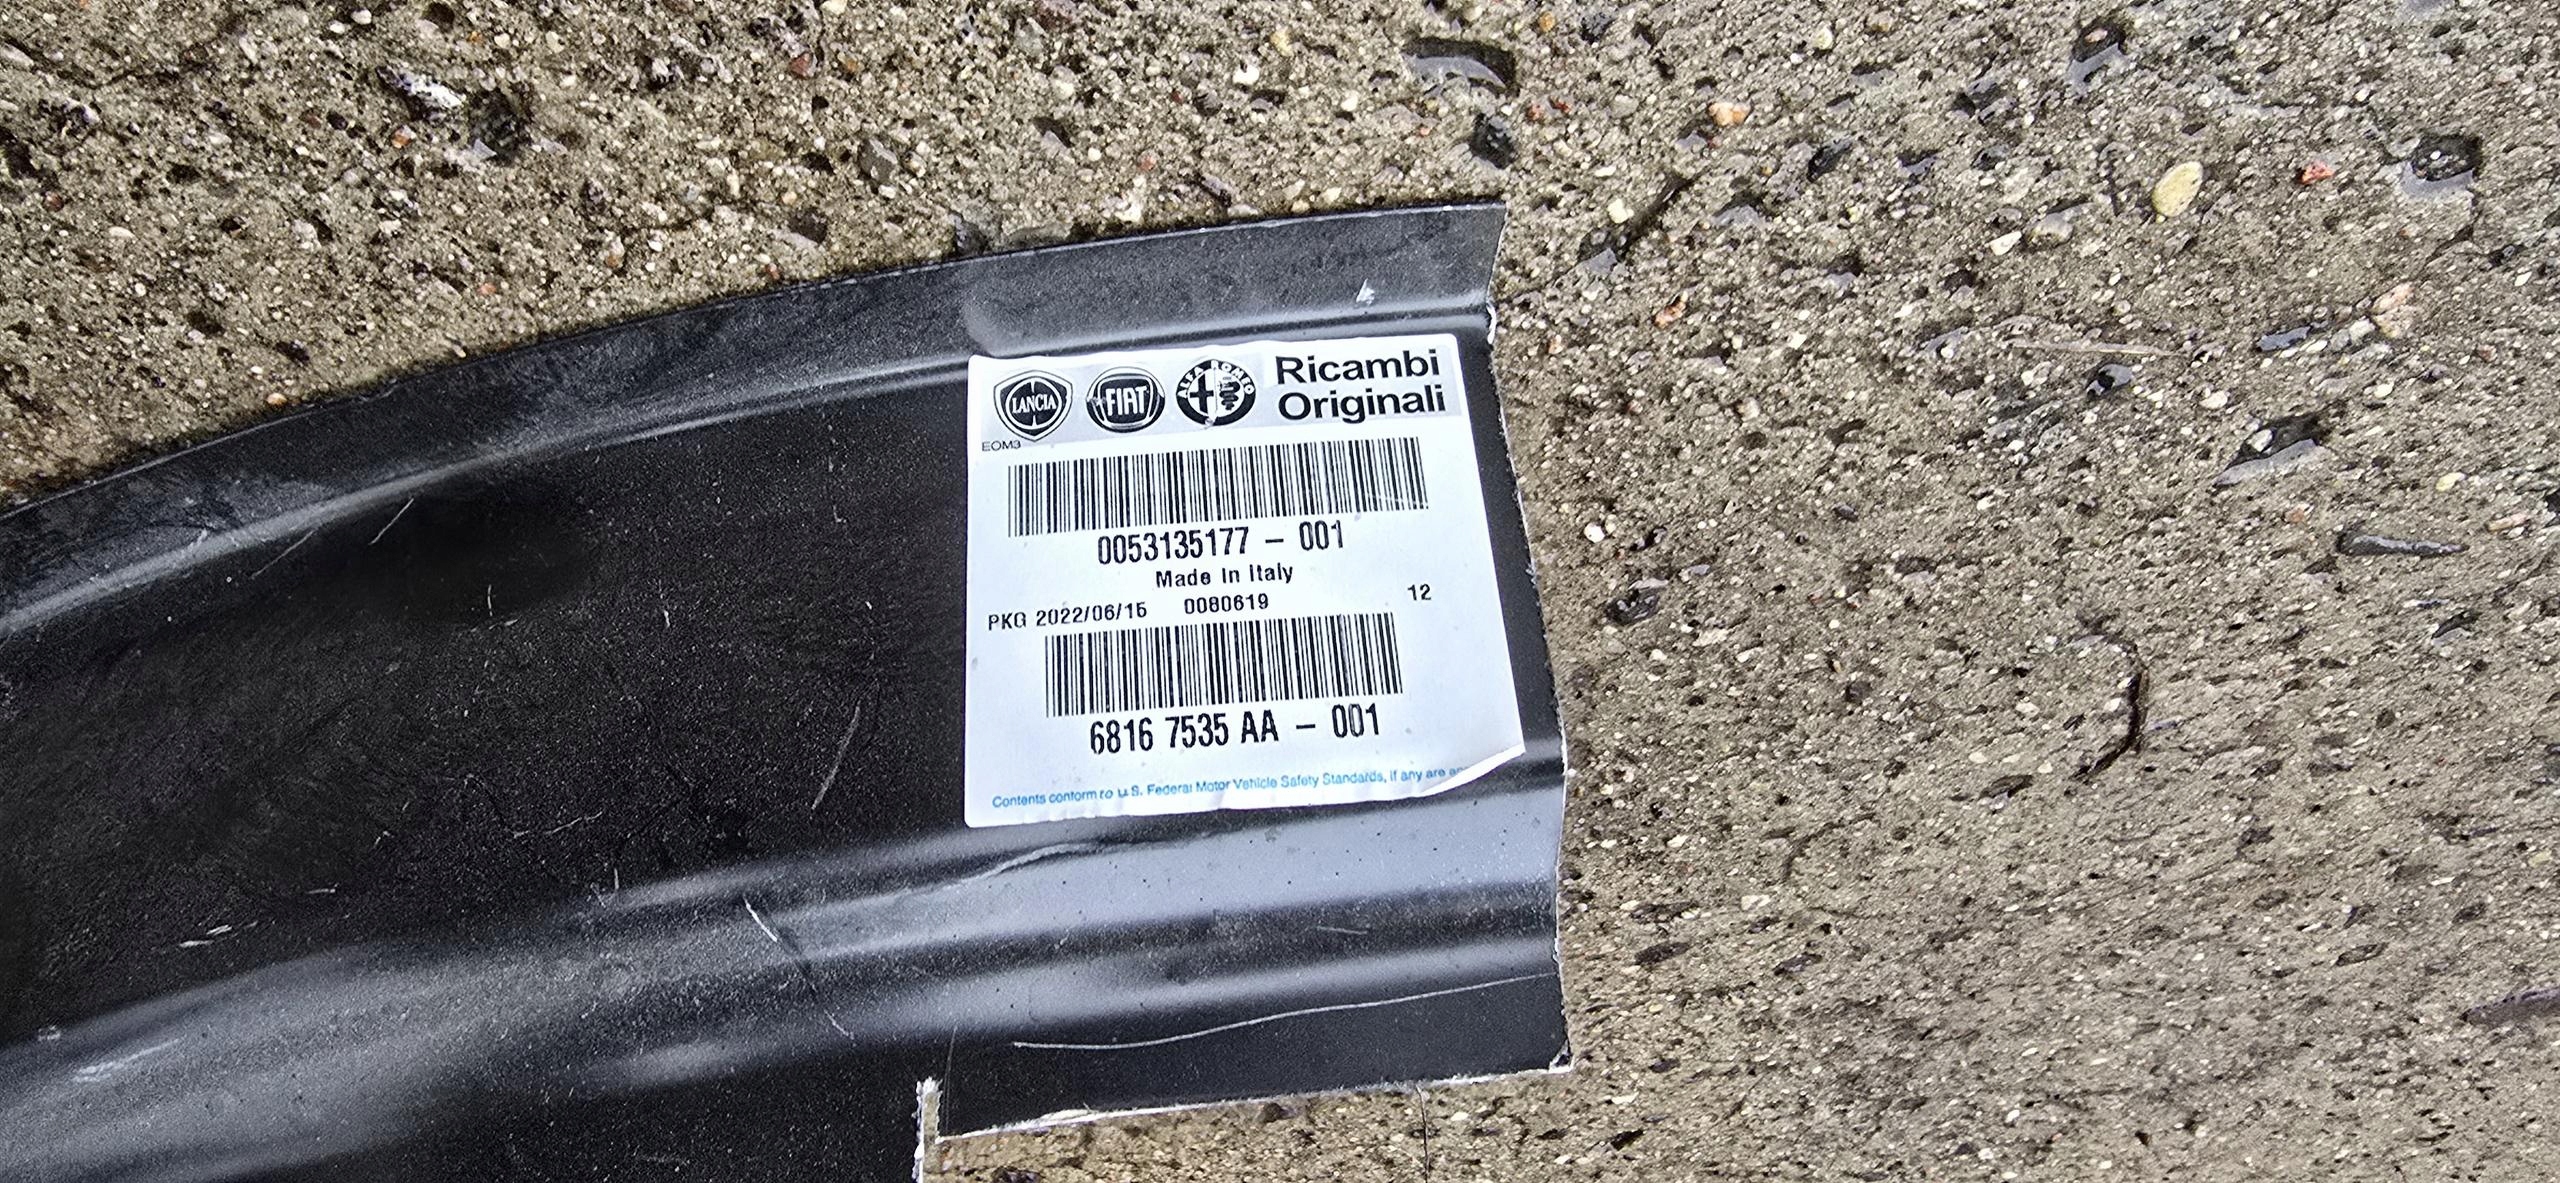 LANCIA FIAT ALFA ROMEO Ricambi
Originali
EOM3
0053135177 – 001
Made In Italy
PKG 2022/06/15 0080619 12
6816 7535 AA – 001
Contents conform to U.S. Federal Motor Vehicle Safety Standards, if any are